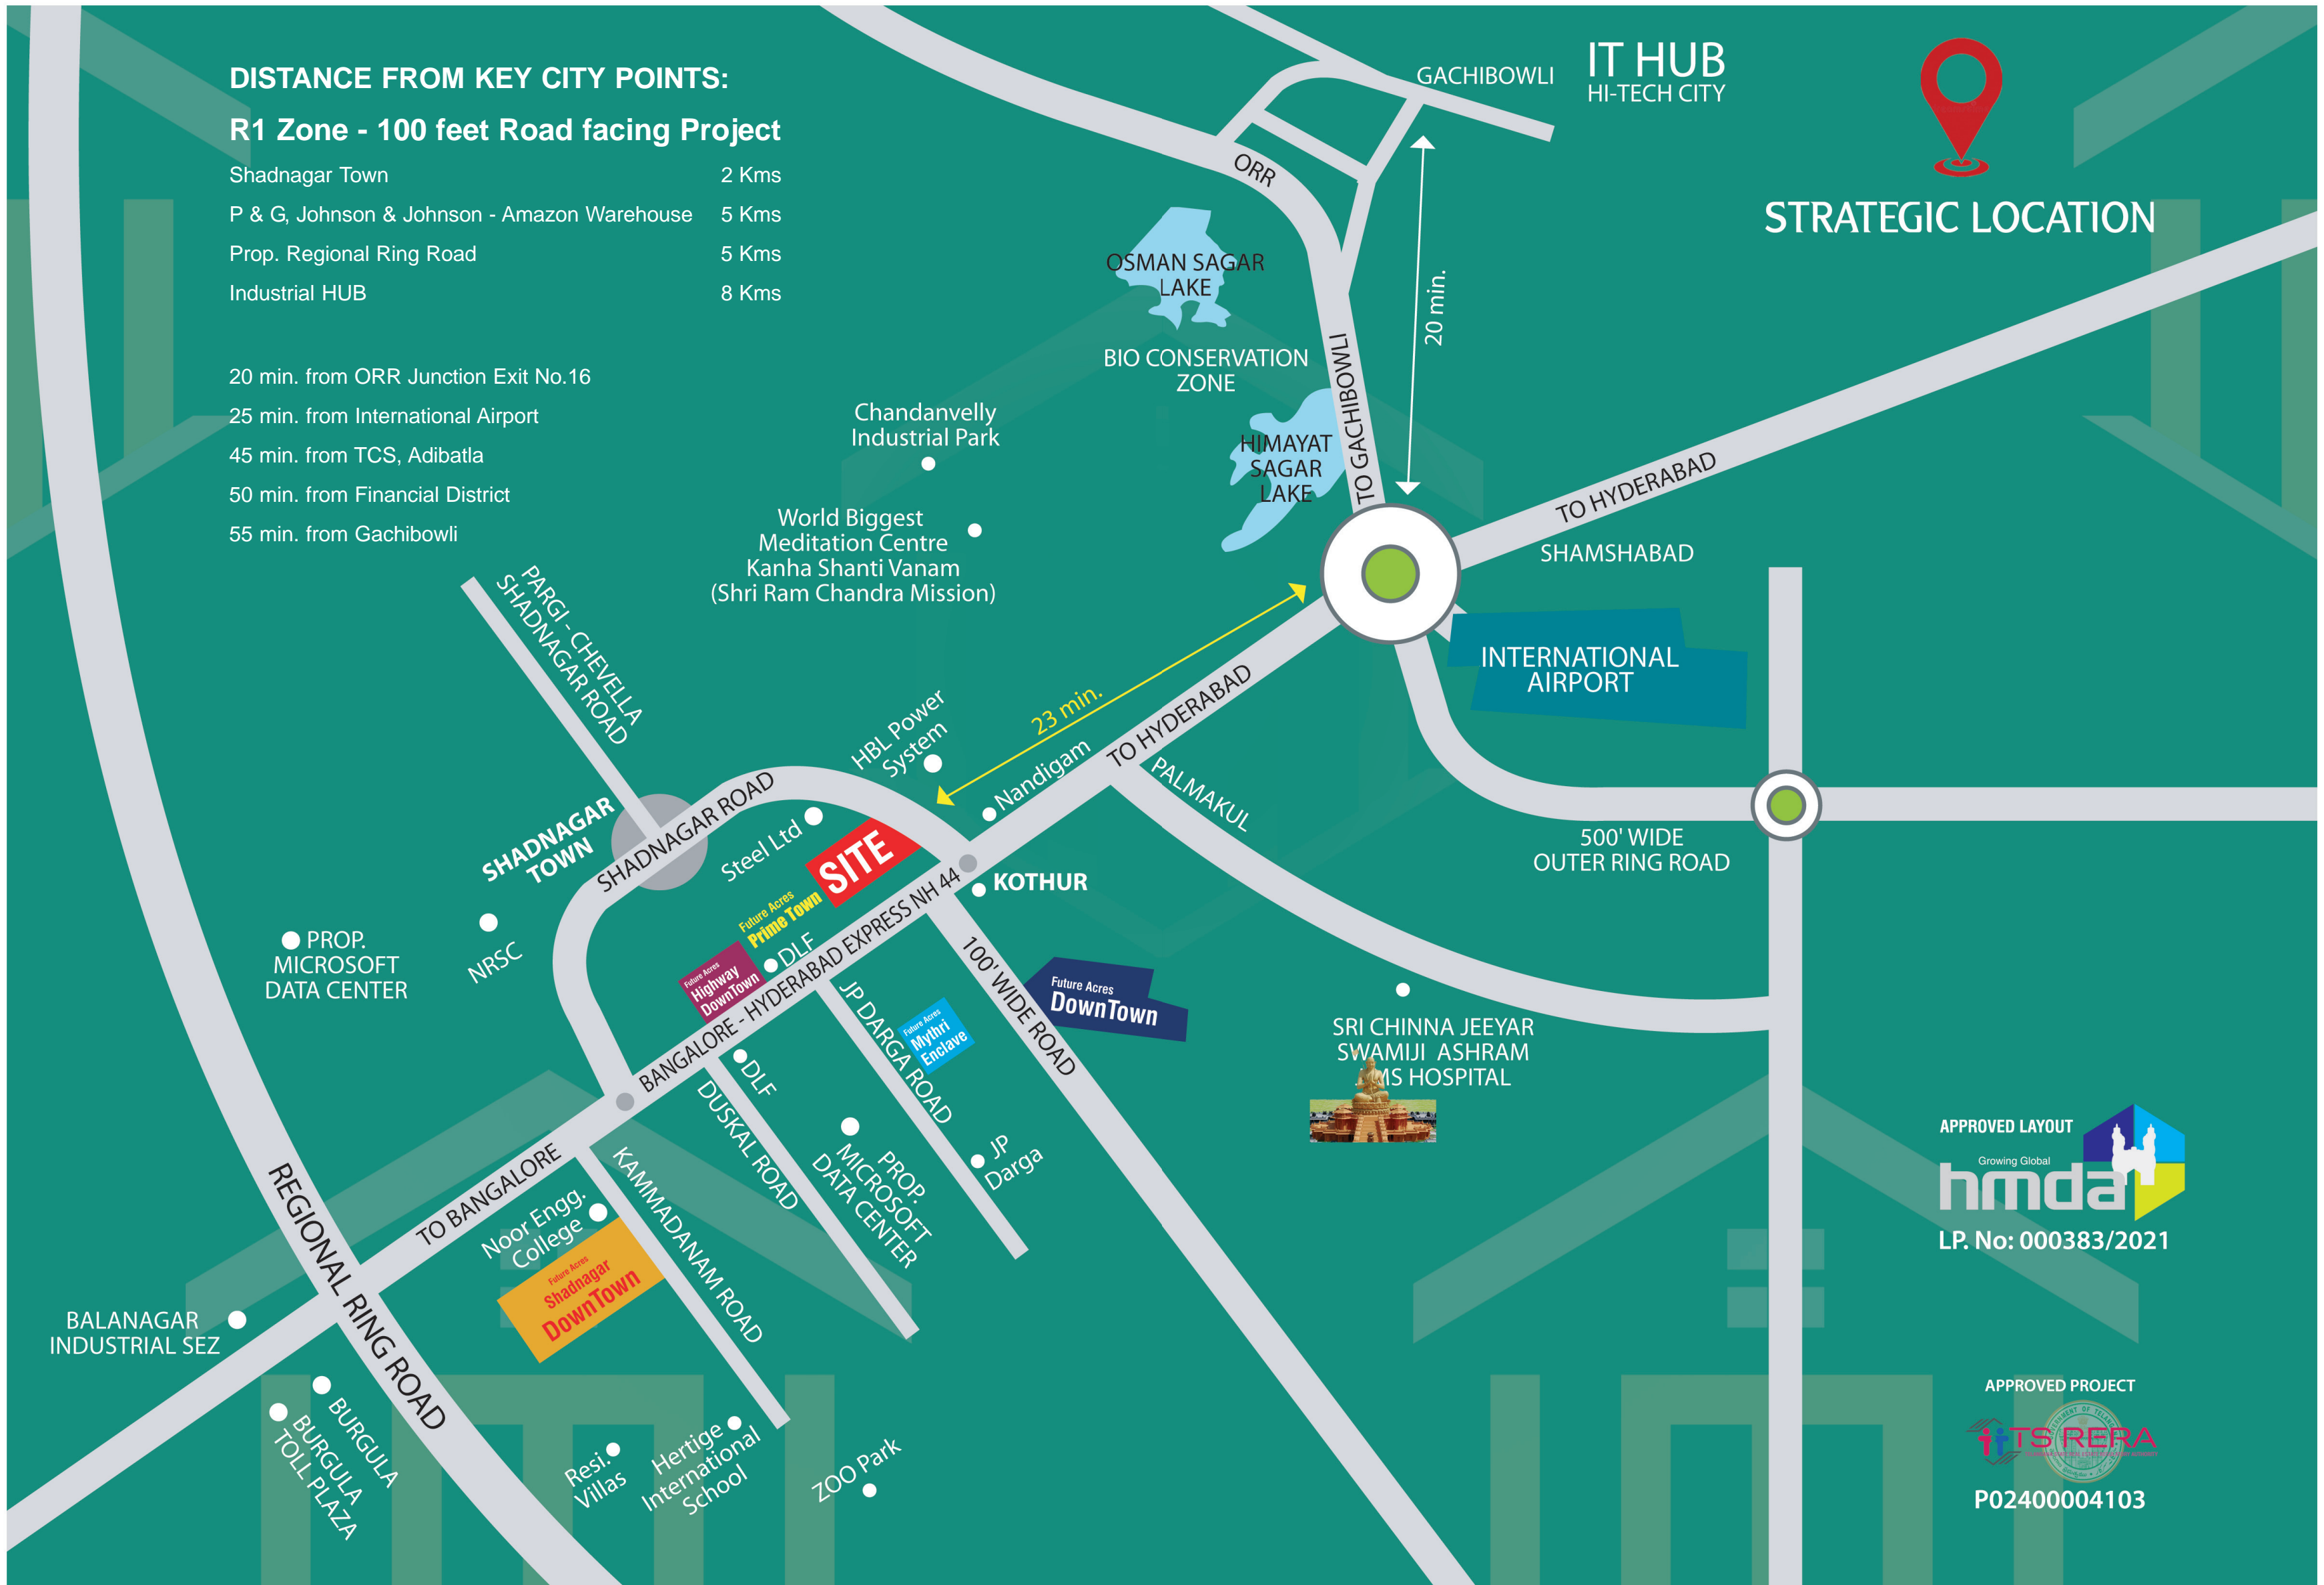 DISTANCE FROM KEY CITY POINTS:
R1 Zone - 100 feet Road facing Project
Shadnagar Town 2 Kms
P & G, Johnson & Johnson - Amazon Warehouse 5 Kms
Prop. Regional Ring Road 5 Kms
Industrial HUB 8 Kms
20 min. from ORR Junction Exit No.16
25 min. from International Airport
45 min. from TCS, Adibatla
50 min. from Financial District
55 min. from Gachibowli
GACHIBOWLI
IT HUB
HI-TECH CITY
STRATEGIC LOCATION
ORR
20 min.
OSMAN SAGAR
LAKE
BIO CONSERVATION
ZONE
TO GACHIBOWLI
HIMAYAT
SAGAR
LAKE
Chandanvelly
Industrial Park
World Biggest
Meditation Centre
Kanha Shanti Vanam
(Shri Ram Chandra Mission)
TO HYDERABAD
SHAMSHABAD
INTERNATIONAL
AIRPORT
PARGI - CHEVELLA
SHADNAGAR ROAD
HBL Power
System
23 min.
Nandigam
TO HYDERABAD
PALMAKUL
500' WIDE
OUTER RING ROAD
SHADNAGAR
TOWN
SHADNAGAR ROAD
Steel Ltd
SITE
KOTHUR
Future Acres
Prime Town
DLF
Future Acres
Highway
DownTown
BANGALORE - HYDERABAD EXPRESS NH 44
NRSC
PROP.
MICROSOFT
DATA CENTER
JP DARGA ROAD
Future Acres
Mythri
Enclave
100' WIDE ROAD
Future Acres
DownTown
SRI CHINNA JEEYAR
SWAMIJI ASHRAM
MS HOSPITAL
DLF
DUSKAL ROAD
PROP.
MICROSOFT
DATA CENTER
JP
Darga
TO BANGALORE
KAMMADANAM ROAD
Noor Engg.
College
Future Acres
Shadnagar
DownTown
REGIONAL RING ROAD
BALANAGAR
INDUSTRIAL SEZ
BURGULA
BURGULA
TOLL PLAZA
Resi.
Villas
Hertige
International
School
ZOO Park
APPROVED LAYOUT
Growing Global
hmda
LP. No: 000383/2021
APPROVED PROJECT
TS RERA
P02400004103